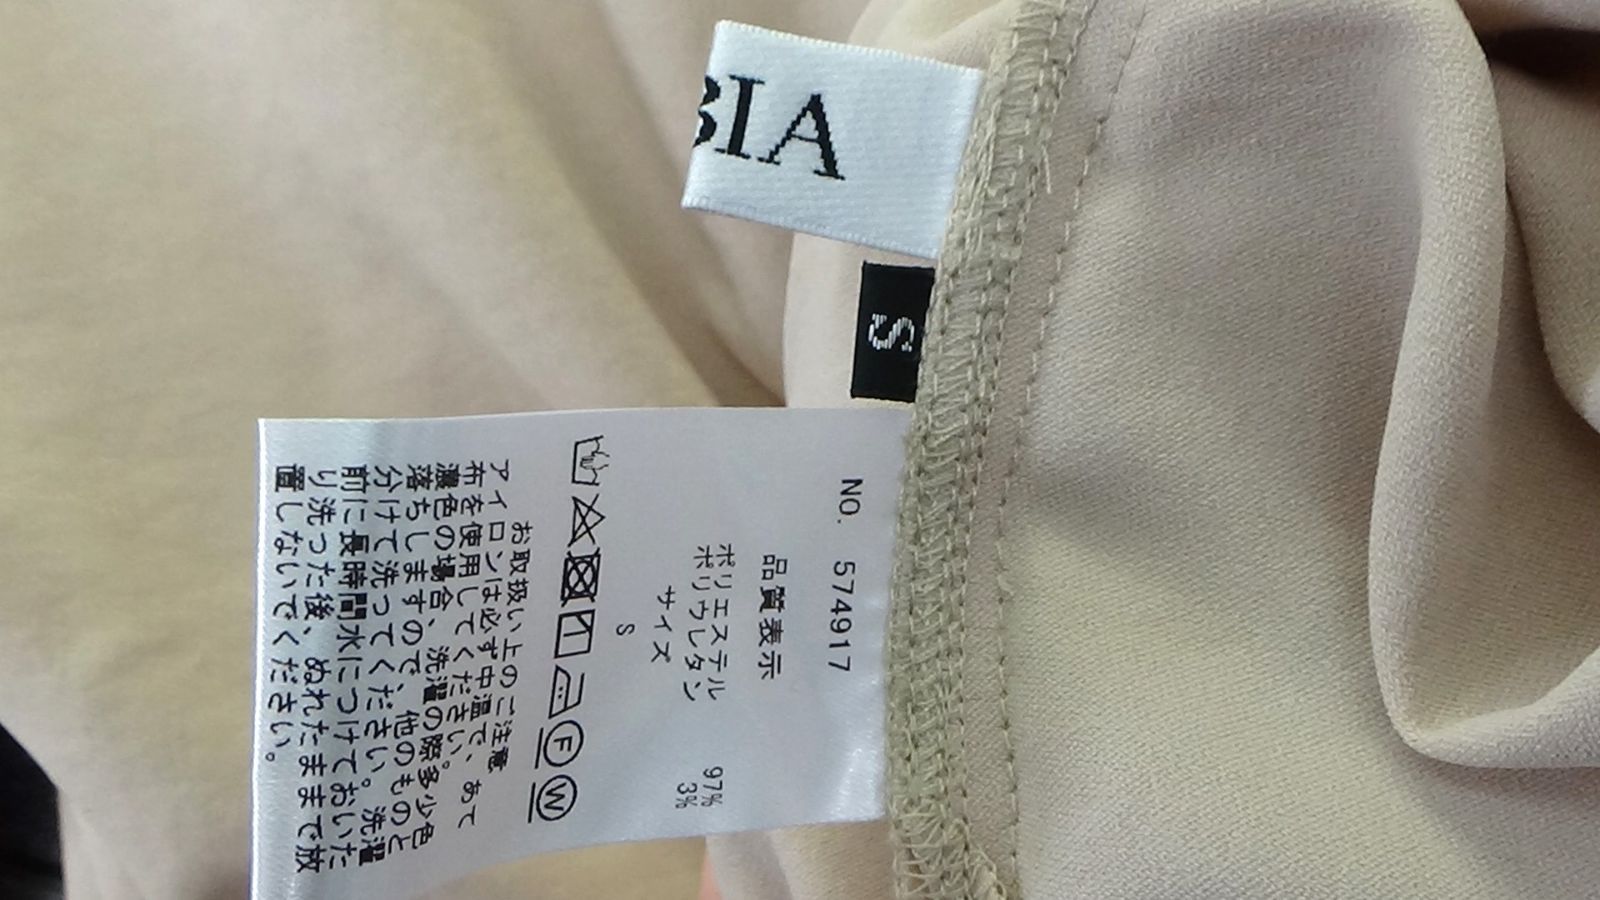 BIA
S
NO. 574917
品質表示
ポリエステル 97%
ポリウレタン 3%
サイズ
S
F W
お取扱い上のご注意
アイロンは必ず中温で、あて
布を使用してください。
濃色の場合、洗濯の際多少色
落ちしますので、他のものと
分けて洗ってください。洗濯
前に長時間水につけておいた
り洗った後、ぬれたままで放
置しないでください。